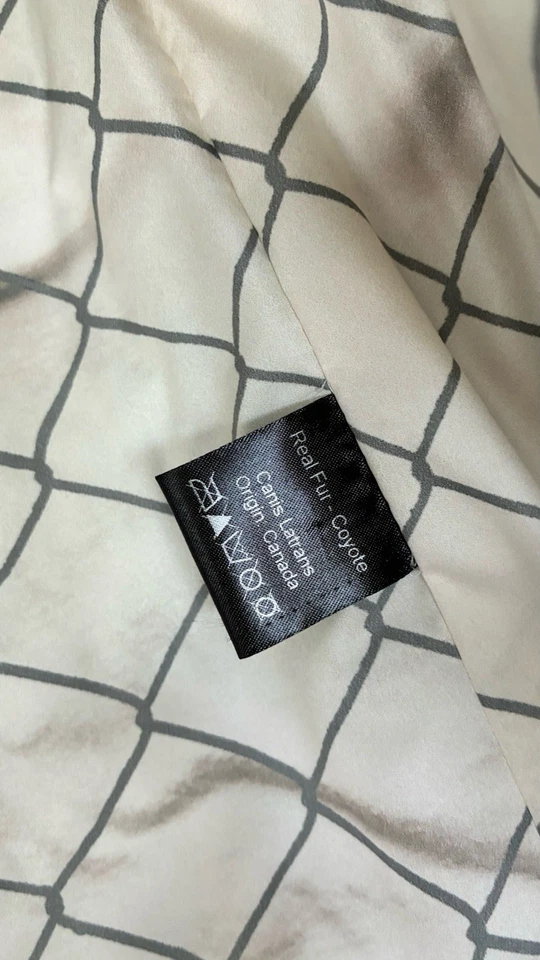 Real Fur - Coyote
Canis Latrans
Origin Canada